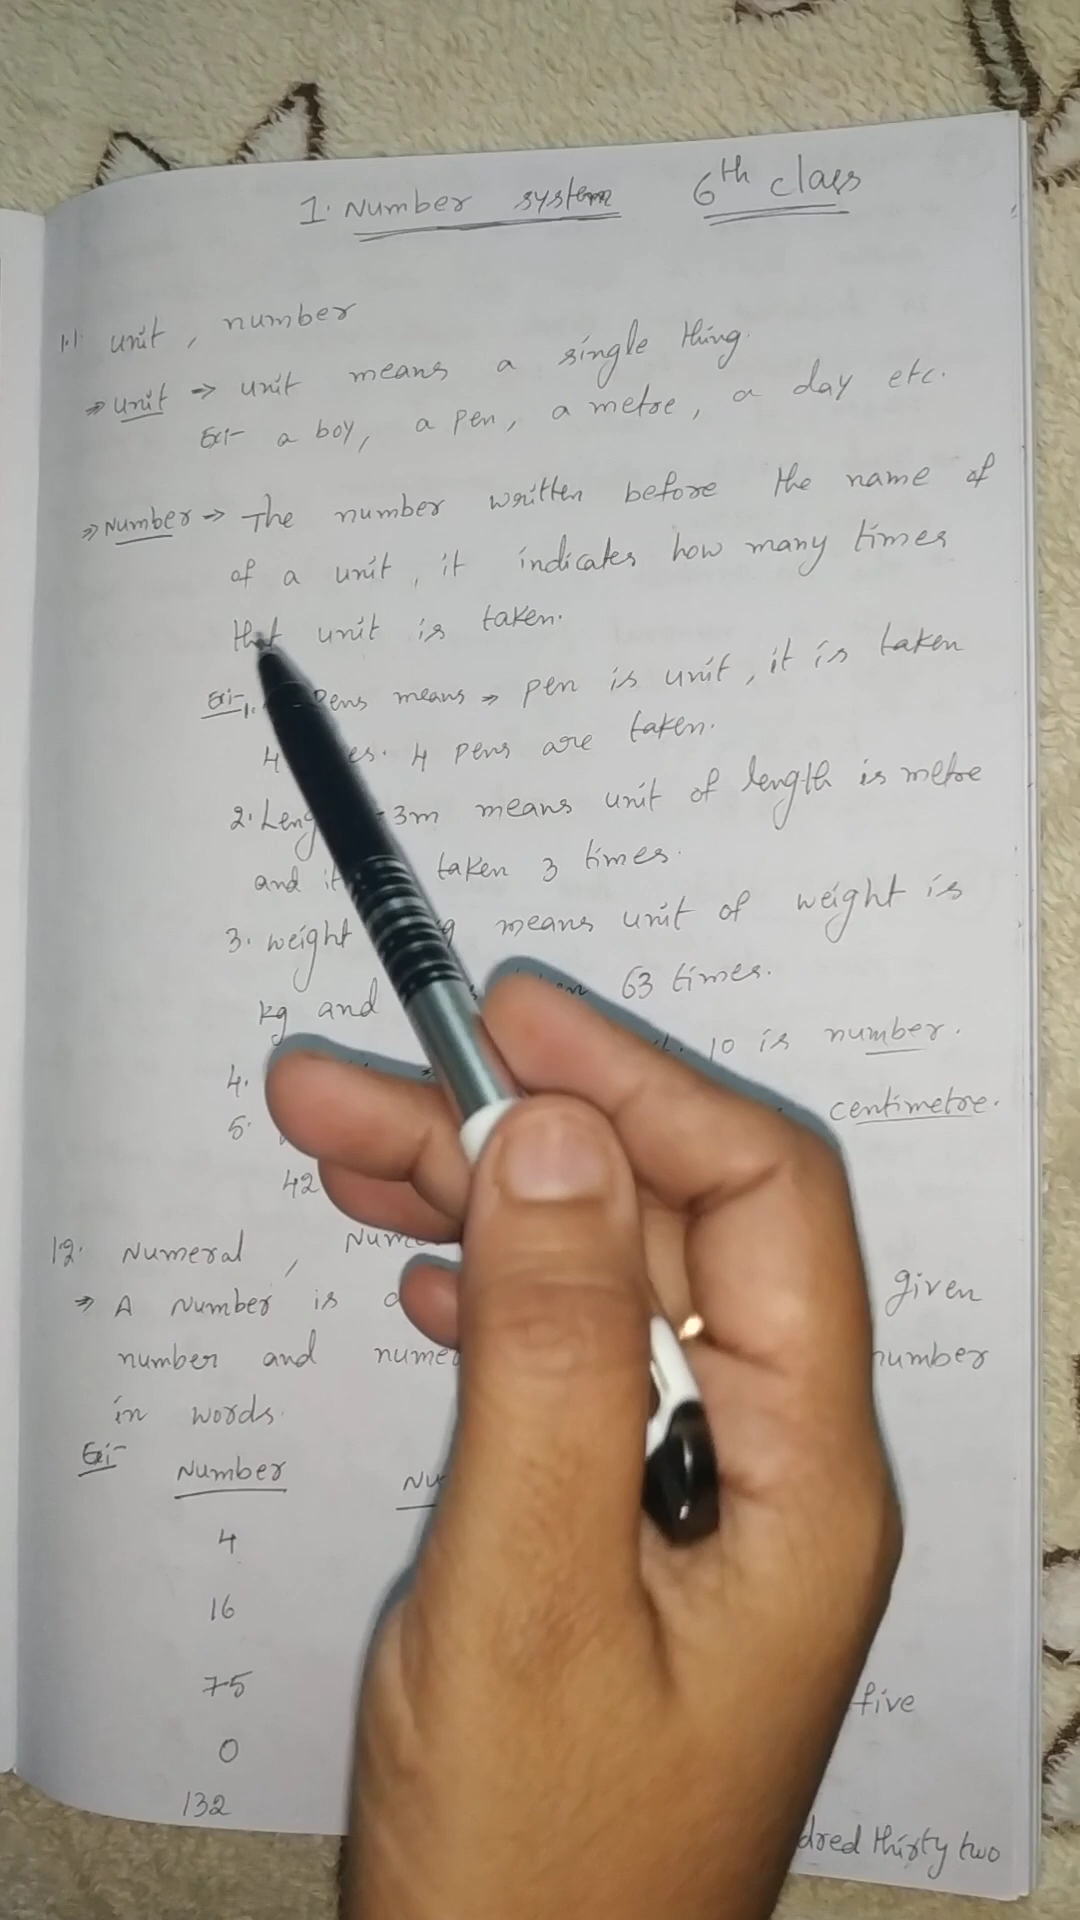 1. Number system 6th class
1.1 unit, number
⇒ unit → unit means a single thing.
Ex:- a boy, a pen, a metre, a day etc.
⇒ Number → The number written before the name of
of a unit, it indicates how many times
that unit is taken.
Ex:- 1. Pens means → pen is unit, it is taken
4 4 pens are taken.
2. 3m means unit of length is metre
and it taken 3 times.
3. weight means unit of weight is
kg and 63 times.
4. 10 is number.
5. centimetre.
42
1.2. Numeral,
⇒ A Number is given
number and number
in words.
Ex:- Number
4
16
75 five
0
132 thirty two